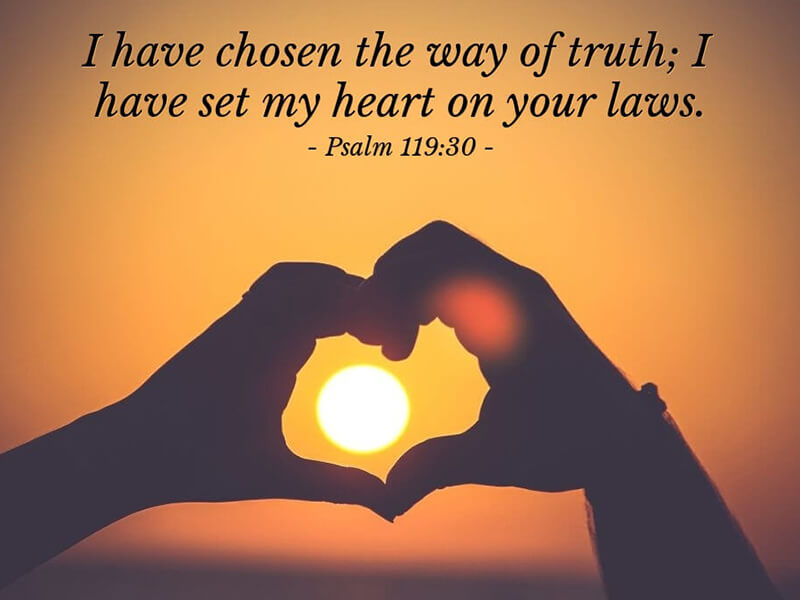 I have chosen the way of truth; I
have set my heart on your laws.
- Psalm 119:30 -